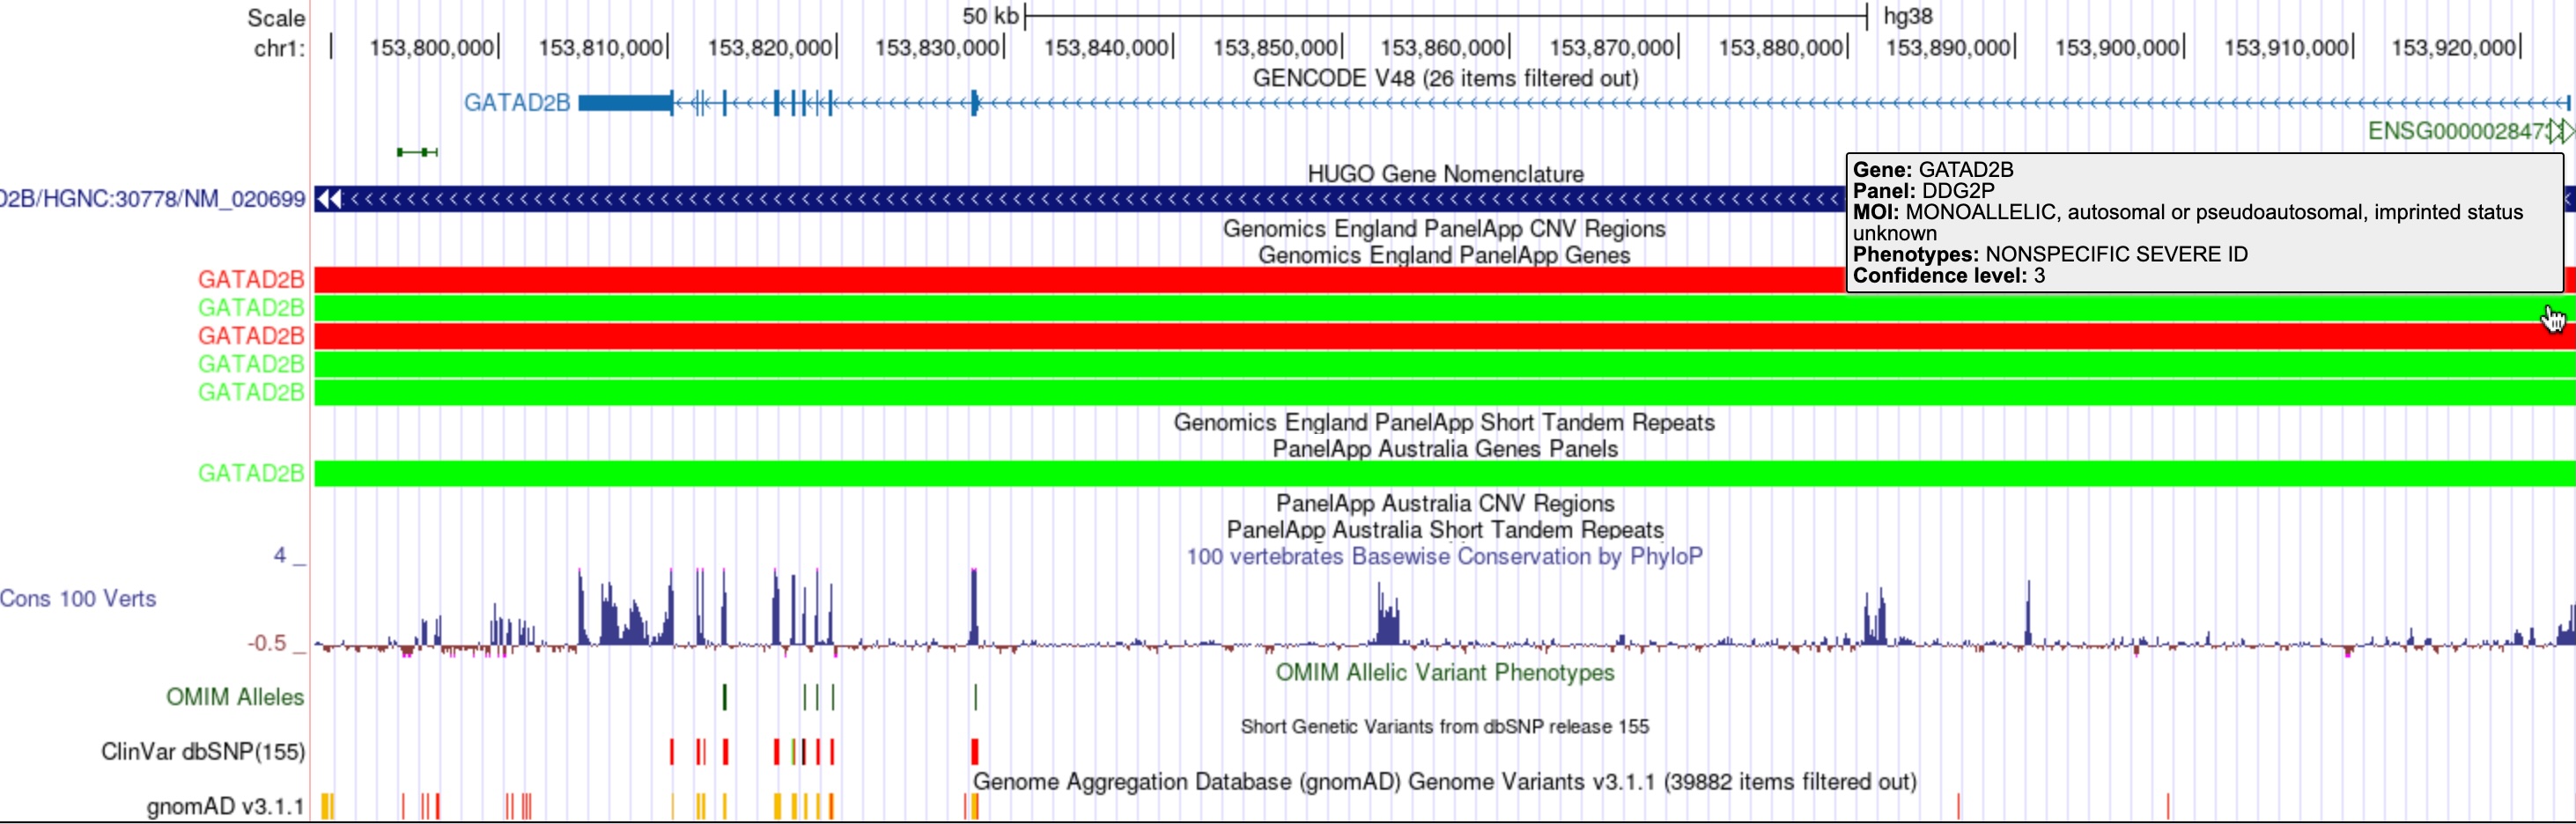 Scale 50 kb hg38
chr1: 153,800,000 153,810,000 153,820,000 153,830,000 153,840,000 153,850,000 153,860,000 153,870,000 153,880,000 153,890,000 153,900,000 153,910,000 153,920,000
GENCODE V48 (26 items filtered out)
GATAD2B
ENSG0000028473
HUGO Gene Nomenclature
D2B/HGNC:30778/NM_020699
Gene: GATAD2B
Panel: DDG2P
MOI: MONOALLELIC, autosomal or pseudoautosomal, imprinted status
unknown
Phenotypes: NONSPECIFIC SEVERE ID
Confidence level: 3
Genomics England PanelApp CNV Regions
Genomics England PanelApp Genes
GATAD2B
GATAD2B
GATAD2B
GATAD2B
GATAD2B
Genomics England PanelApp Short Tandem Repeats
PanelApp Australia Genes Panels
GATAD2B
PanelApp Australia CNV Regions
PanelApp Australia Short Tandem Repeats
100 vertebrates Basewise Conservation by PhyloP
4 _
Cons 100 Verts
-0.5 _
OMIM Allelic Variant Phenotypes
OMIM Alleles
Short Genetic Variants from dbSNP release 155
ClinVar dbSNP(155)
Genome Aggregation Database (gnomAD) Genome Variants v3.1.1 (39882 items filtered out)
gnomAD v3.1.1